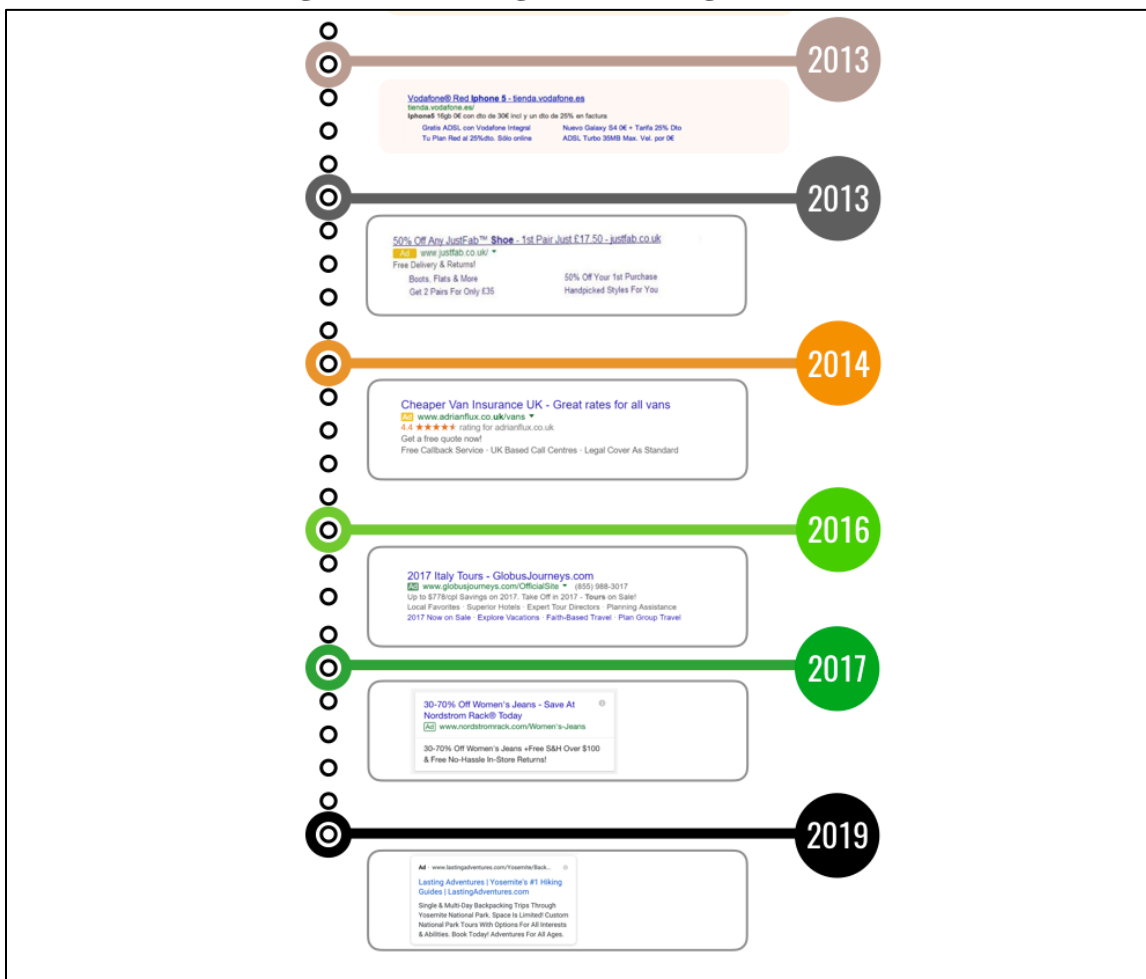 2013
Vodafone® Red Iphone 5 - tienda.vodafone.es
tienda.vodafone.es/
Iphone5 16gb 0€ con dto de 30€ incl y un dto de 25% en factura
Gratis ADSL con Vodafone Integral
Nuevo Galaxy S4 0€ + Tarifa 25% Dto
Tu Plan Red al 25%dto. Sólo online
ADSL Turbo 35MB Max. Vel. por 0€
2013
50% Off Any JustFab™ Shoe - 1st Pair Just £17.50 - justfab.co.uk
Ad www.justfab.co.uk/
Free Delivery & Returns!
Boots, Flats & More
50% Off Your 1st Purchase
Get 2 Pairs For Only £35
Handpicked Styles For You
2014
Cheaper Van Insurance UK - Great rates for all vans
Ad www.adrianflux.co.uk/vans
4.4 ★★★★★ rating for adrianflux.co.uk
Get a free quote now!
Free Callback Service · UK Based Call Centres · Legal Cover As Standard
2016
2017 Italy Tours - GlobusJourneys.com
Ad www.globusjourneys.com/OfficialSite (855) 988-3017
Up to $778/cpl Savings on 2017. Take Off in 2017 - Tours on Sale!
Local Favorites · Superior Hotels · Expert Tour Directors · Planning Assistance
2017 Now on Sale · Explore Vacations · Faith-Based Travel · Plan Group Travel
2017
30-70% Off Women's Jeans - Save At
Nordstrom Rack® Today
Ad www.nordstromrack.com/Women's-Jeans
30-70% Off Women's Jeans +Free S&H Over $100
& Free No-Hassle In-Store Returns!
2019
Ad · www.lastingadventures.com/Yosemite/Back...
Lasting Adventures | Yosemite's #1 Hiking
Guides | LastingAdventures.com
Single & Multi-Day Backpacking Trips Through
Yosemite National Park. Space Is Limited! Custom
National Park Tours With Options For All Interests
& Abilities. Book Today! Adventures For All Ages.